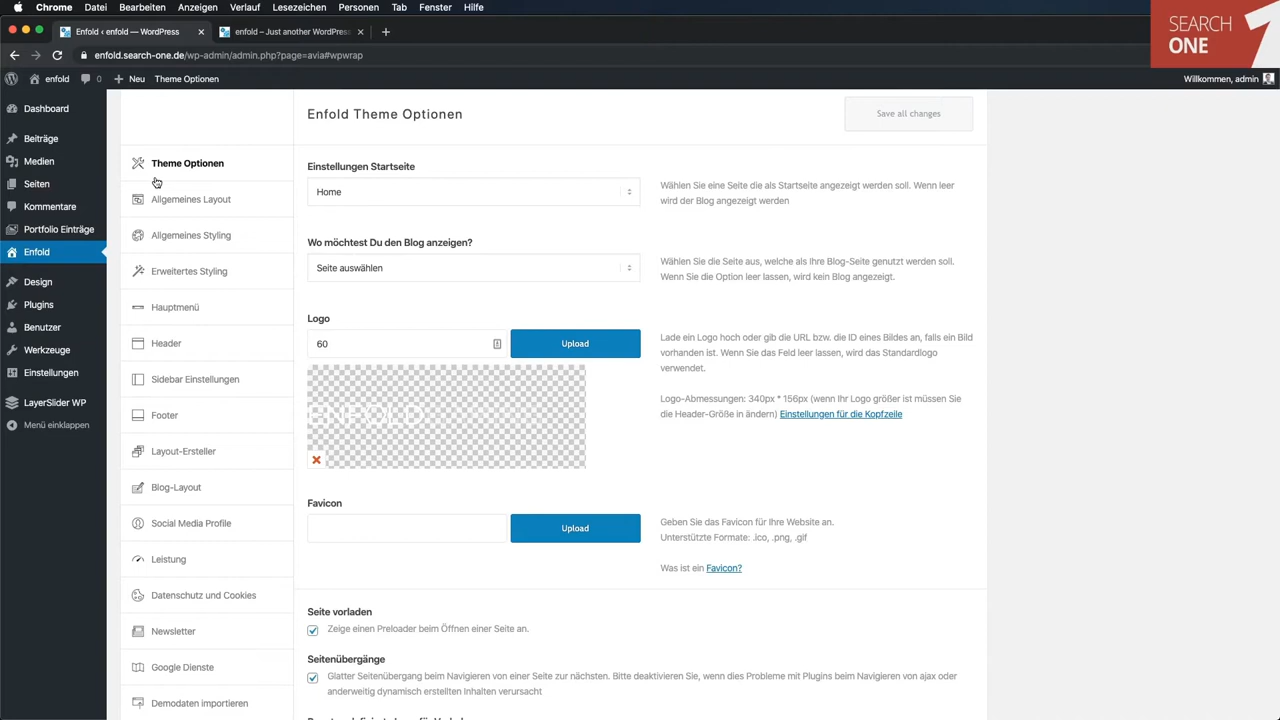 Chrome Datei Bearbeiten Anzeigen Verlauf Lesezeichen Personen Tab Fenster Hilfe
SEARCH
ONE
Enfold ‹ enfold — WordPress
enfold – Just another WordPress
enfold.search-one.de/wp-admin/admin.php?page=avia#wpwrap
enfold 0 Neu Theme Optionen
Willkommen, admin
Dashboard
Beiträge
Medien
Seiten
Kommentare
Portfolio Einträge
Enfold
Design
Plugins
Benutzer
Werkzeuge
Einstellungen
LayerSlider WP
Menü einklappen
Theme Optionen
Allgemeines Layout
Allgemeines Styling
Erweitertes Styling
Hauptmenü
Header
Sidebar Einstellungen
Footer
Layout-Ersteller
Blog-Layout
Social Media Profile
Leistung
Datenschutz und Cookies
Newsletter
Google Dienste
Demodaten importieren
Enfold Theme Optionen
Save all changes
Einstellungen Startseite
Home
Wählen Sie eine Seite die als Startseite angezeigt werden soll. Wenn leer
wird der Blog angezeigt werden
Wo möchtest Du den Blog anzeigen?
Seite auswählen
Wählen Sie die Seite aus, welche als Ihre Blog-Seite genutzt werden soll.
Wenn Sie die Option leer lassen, wird kein Blog angezeigt.
Logo
60
Upload
Lade ein Logo hoch oder gib die URL bzw. die ID eines Bildes an, falls ein Bild
vorhanden ist. Wenn Sie das Feld leer lassen, wird das Standardlogo
verwendet.
Logo-Abmessungen: 340px * 156px (wenn Ihr Logo größer ist müssen Sie
die Header-Größe in ändern) Einstellungen für die Kopfzeile
Favicon
Upload
Geben Sie das Favicon für Ihre Website an.
Unterstützte Formate: .ico, .png, .gif
Was ist ein Favicon?
Seite vorladen
Zeige einen Preloader beim Öffnen einer Seite an.
Seitenübergänge
Glatter Seitenübergang beim Navigieren von einer Seite zur nächsten. Bitte deaktivieren Sie, wenn dies Probleme mit Plugins beim Navigieren von ajax oder
anderweitig dynamisch erstellten Inhalten verursacht